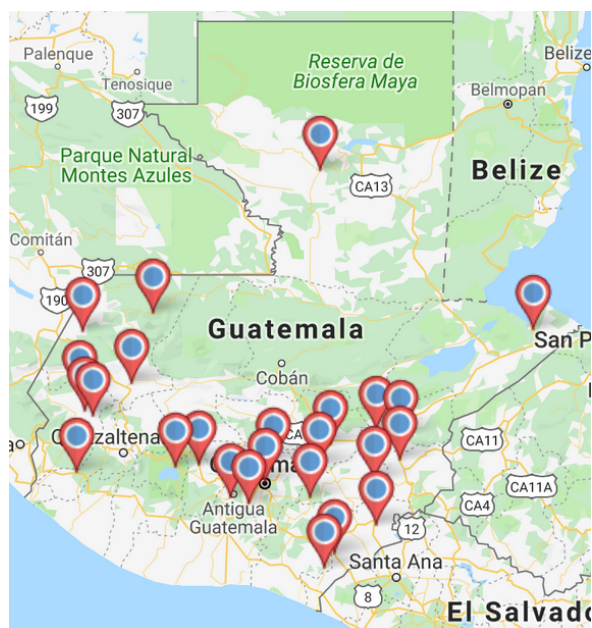 Palenque
Tenosique
199
307
Reserva de
Biosfera Maya
Belize
Belmopan
Parque Natural
Montes Azules
CA13
Belize
Comitán
307
190
Guatemala
San P
Cobán
zaltena
CA
CA11
CA11A
CA4
Antigua
Guatemala
12
Santa Ana
8
El Salvado